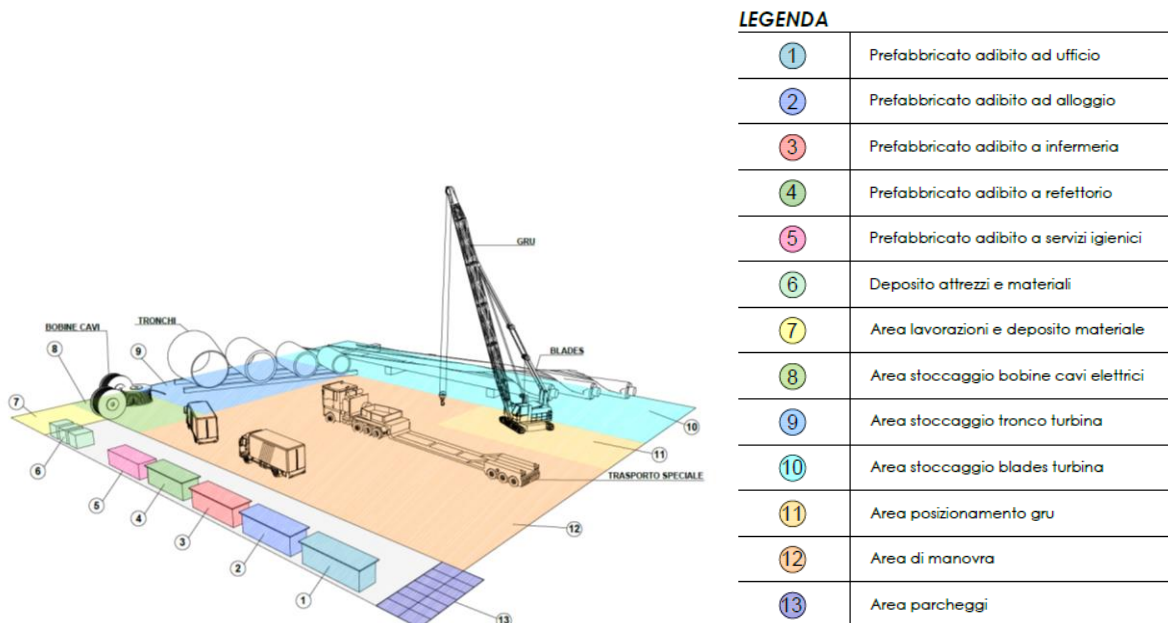 LEGENDA
1 Prefabbricato adibito ad ufficio
2 Prefabbricato adibito ad alloggio
3 Prefabbricato adibito a infermeria
4 Prefabbricato adibito a refettorio
5 Prefabbricato adibito a servizi igienici
6 Deposito attrezzi e materiali
7 Area lavorazioni e deposito materiale
8 Area stoccaggio bobine cavi elettrici
9 Area stoccaggio tronco turbina
10 Area stoccaggio blades turbina
11 Area posizionamento gru
12 Area di manovra
13 Area parcheggi
GRU
TRONCHI
BOBINE CAVI
8
9
BLADES
7
10
11
6
TRASPORTO SPECIALE
5
4
12
3
2
1
13